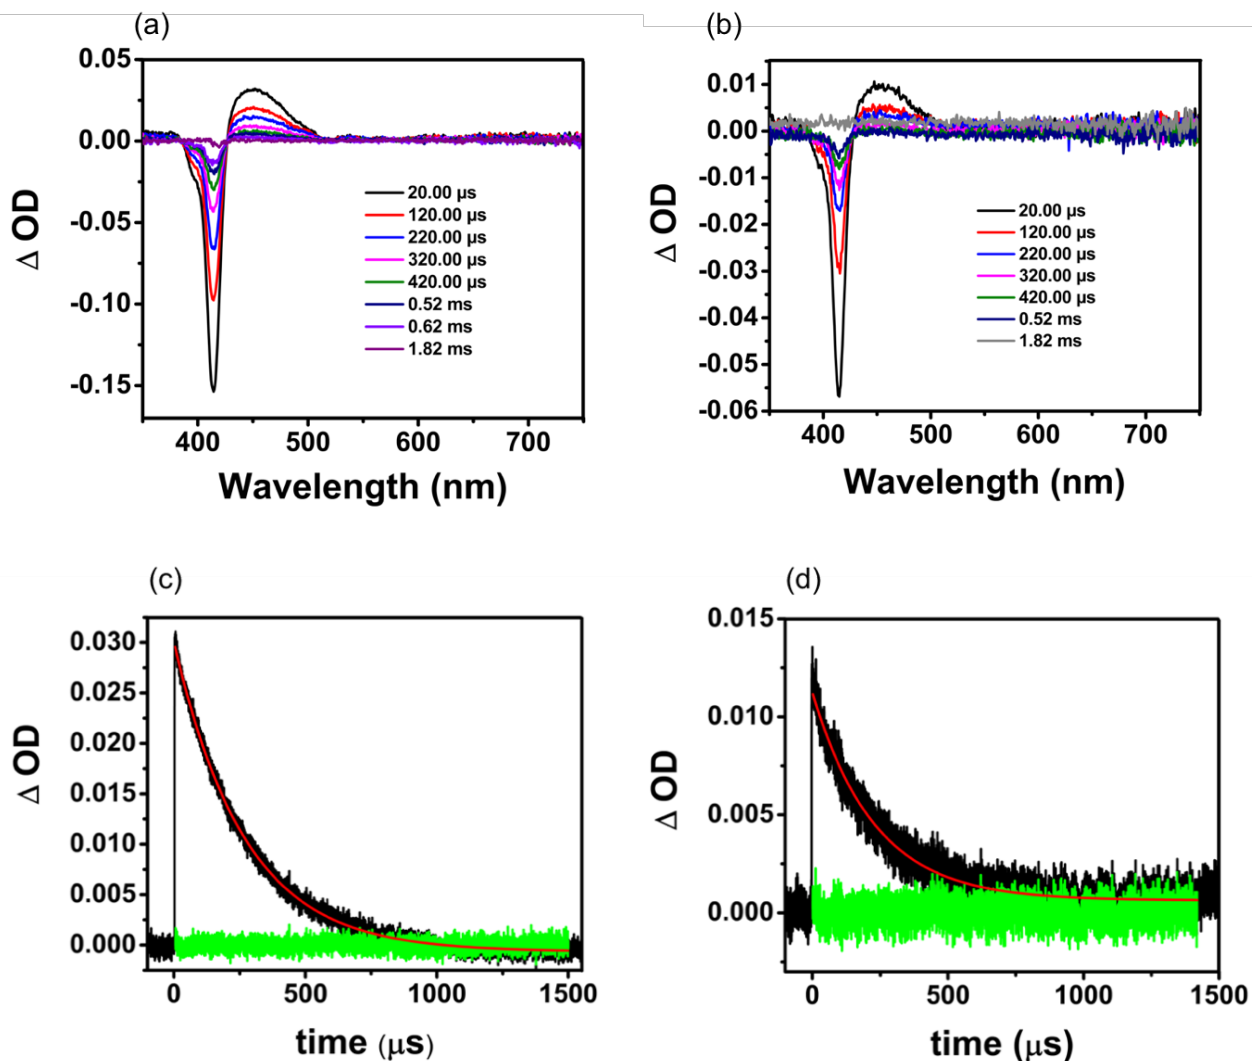 (a)
0.05
0.00
-0.05
-0.10
-0.15
Δ OD
20.00 µs
120.00 µs
220.00 µs
320.00 µs
420.00 µs
0.52 ms
0.62 ms
1.82 ms
400 500 600 700
Wavelength (nm)
(b)
0.01
0.00
-0.01
-0.02
-0.03
-0.04
-0.05
-0.06
Δ OD
20.00 µs
120.00 µs
220.00 µs
320.00 µs
420.00 µs
0.52 ms
1.82 ms
400 500 600 700
Wavelength (nm)
(c)
0.030
0.025
0.020
0.015
0.010
0.005
0.000
Δ OD
0 500 1000 1500
time (µs)
(d)
0.015
0.010
0.005
0.000
Δ OD
0 500 1000 1500
time (µs)